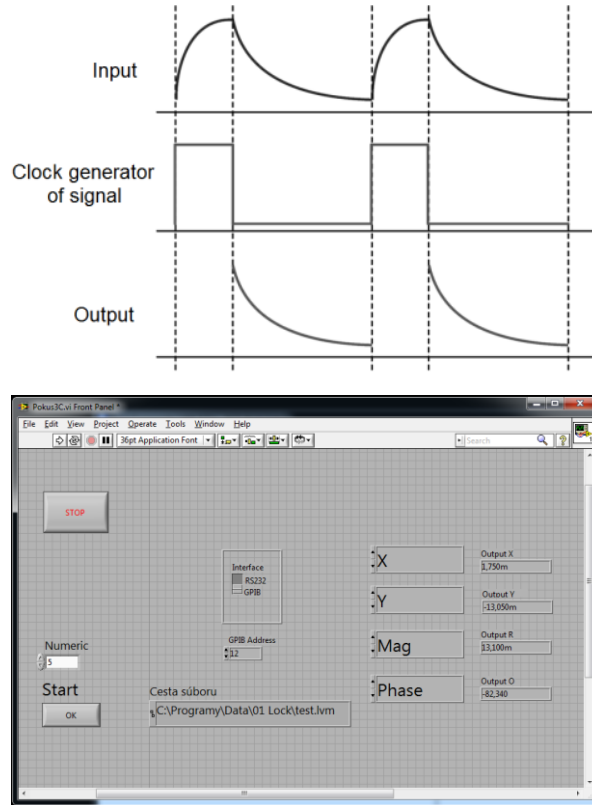 Input
Clock generator
of signal
Output
Pokus3C.vi Front Panel *
File Edit View Project Operate Tools Window Help
36pt Application Font
Search
STOP
Interface
RS232
GPIB
GPIB Address
12
Numeric
5
Start
OK
Cesta súboru
C:\Programy\Data\01 Lock\test.lvm
X
Output X
1,750m
Y
Outout Y
-13,050m
Mag
Output R
13,100m
Phase
Output O
-82,340